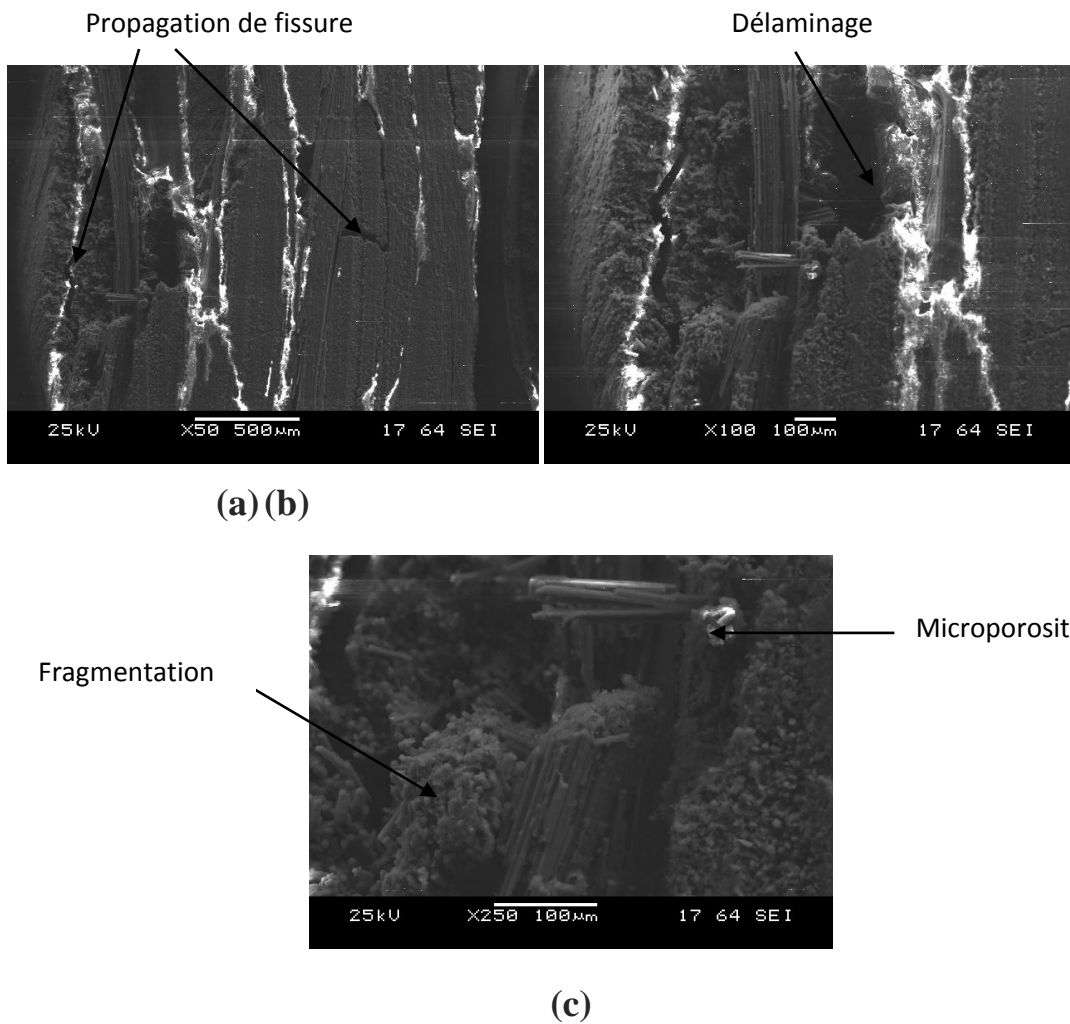 Propagation de fissure
Délaminage
25kV X50 500µm 17 64 SEI
25kV X100 100µm 17 64 SEI
(a) (b)
Fragmentation
Microporosit
25kV X250 100µm 17 64 SEI
(c)